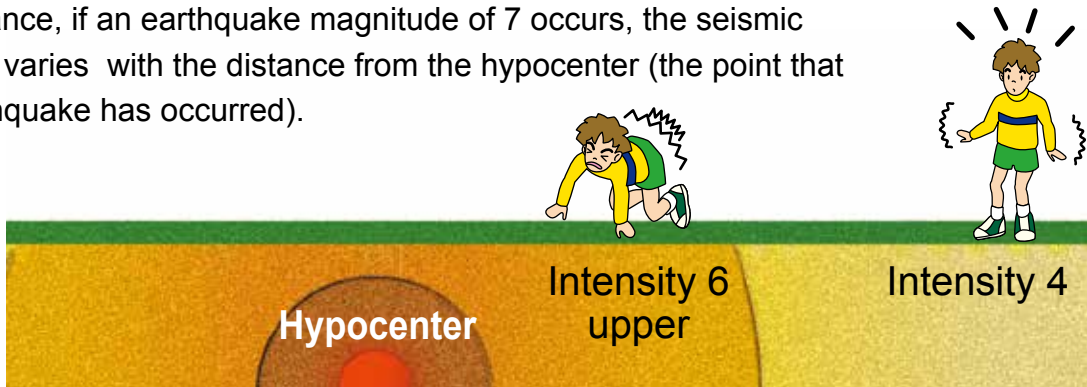 ance, if an earthquake magnitude of 7 occurs, the seismic
varies with the distance from the hypocenter (the point that
quake has occurred).
Intensity 6
upper
Intensity 4
Hypocenter